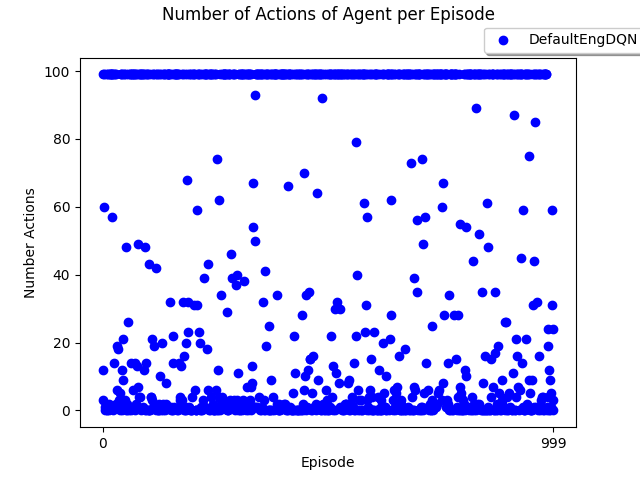 Number of Actions of Agent per Episode
DefaultEngDQN
100
80
60
40
20
0
Number Actions
0
999
Episode